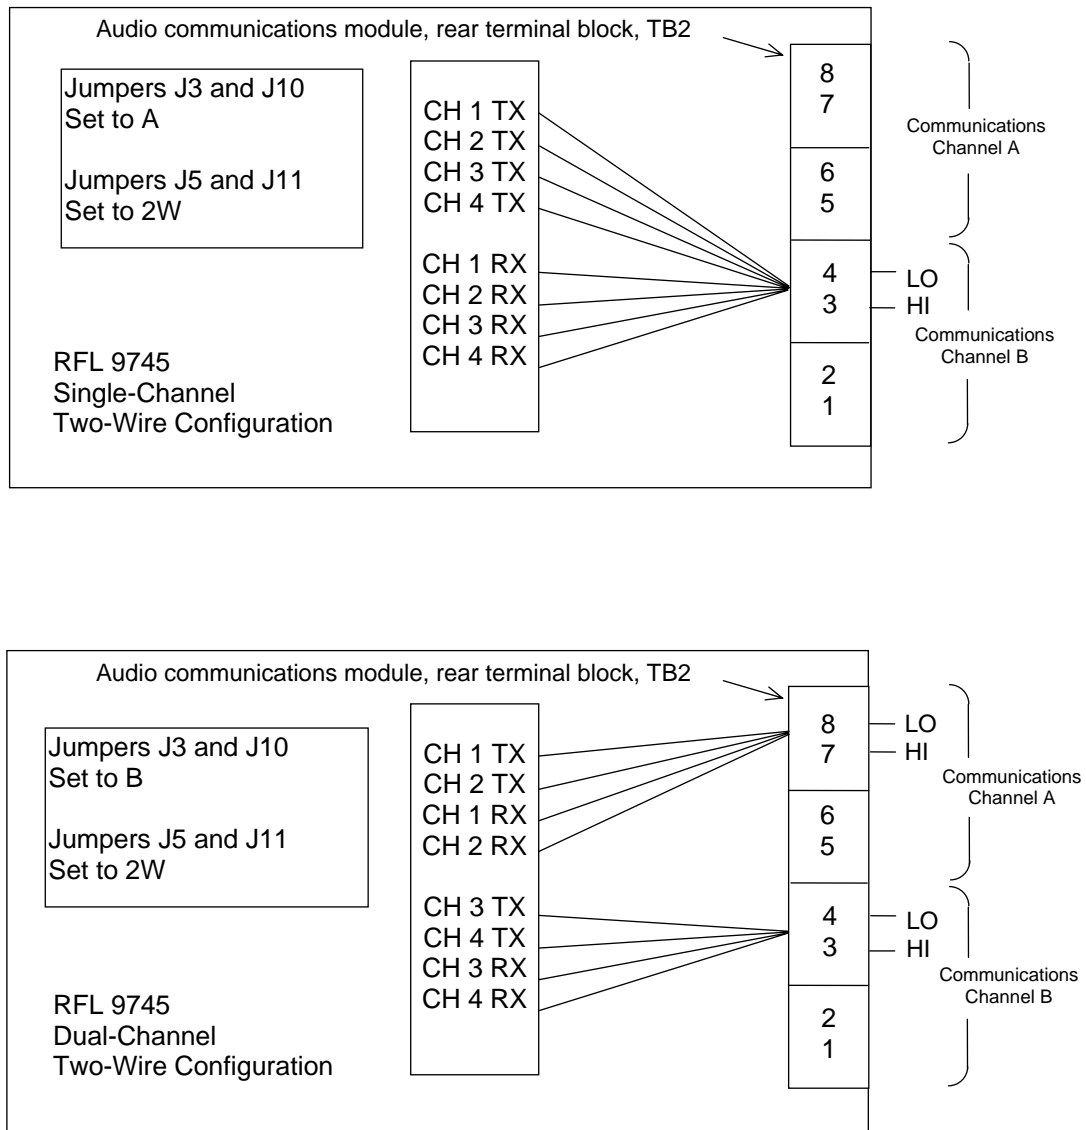 Audio communications module, rear terminal block, TB2
Jumpers J3 and J10
Set to A
Jumpers J5 and J11
Set to 2W
RFL 9745
Single-Channel
Two-Wire Configuration
CH 1 TX
CH 2 TX
CH 3 TX
CH 4 TX
CH 1 RX
CH 2 RX
CH 3 RX
CH 4 RX
8
7
6
5
4
3
2
1
LO
HI
Communications
Channel A
Communications
Channel B
Audio communications module, rear terminal block, TB2
Jumpers J3 and J10
Set to B
Jumpers J5 and J11
Set to 2W
RFL 9745
Dual-Channel
Two-Wire Configuration
CH 1 TX
CH 2 TX
CH 1 RX
CH 2 RX
CH 3 TX
CH 4 TX
CH 3 RX
CH 4 RX
8
7
6
5
4
3
2
1
LO
HI
LO
HI
Communications
Channel A
Communications
Channel B